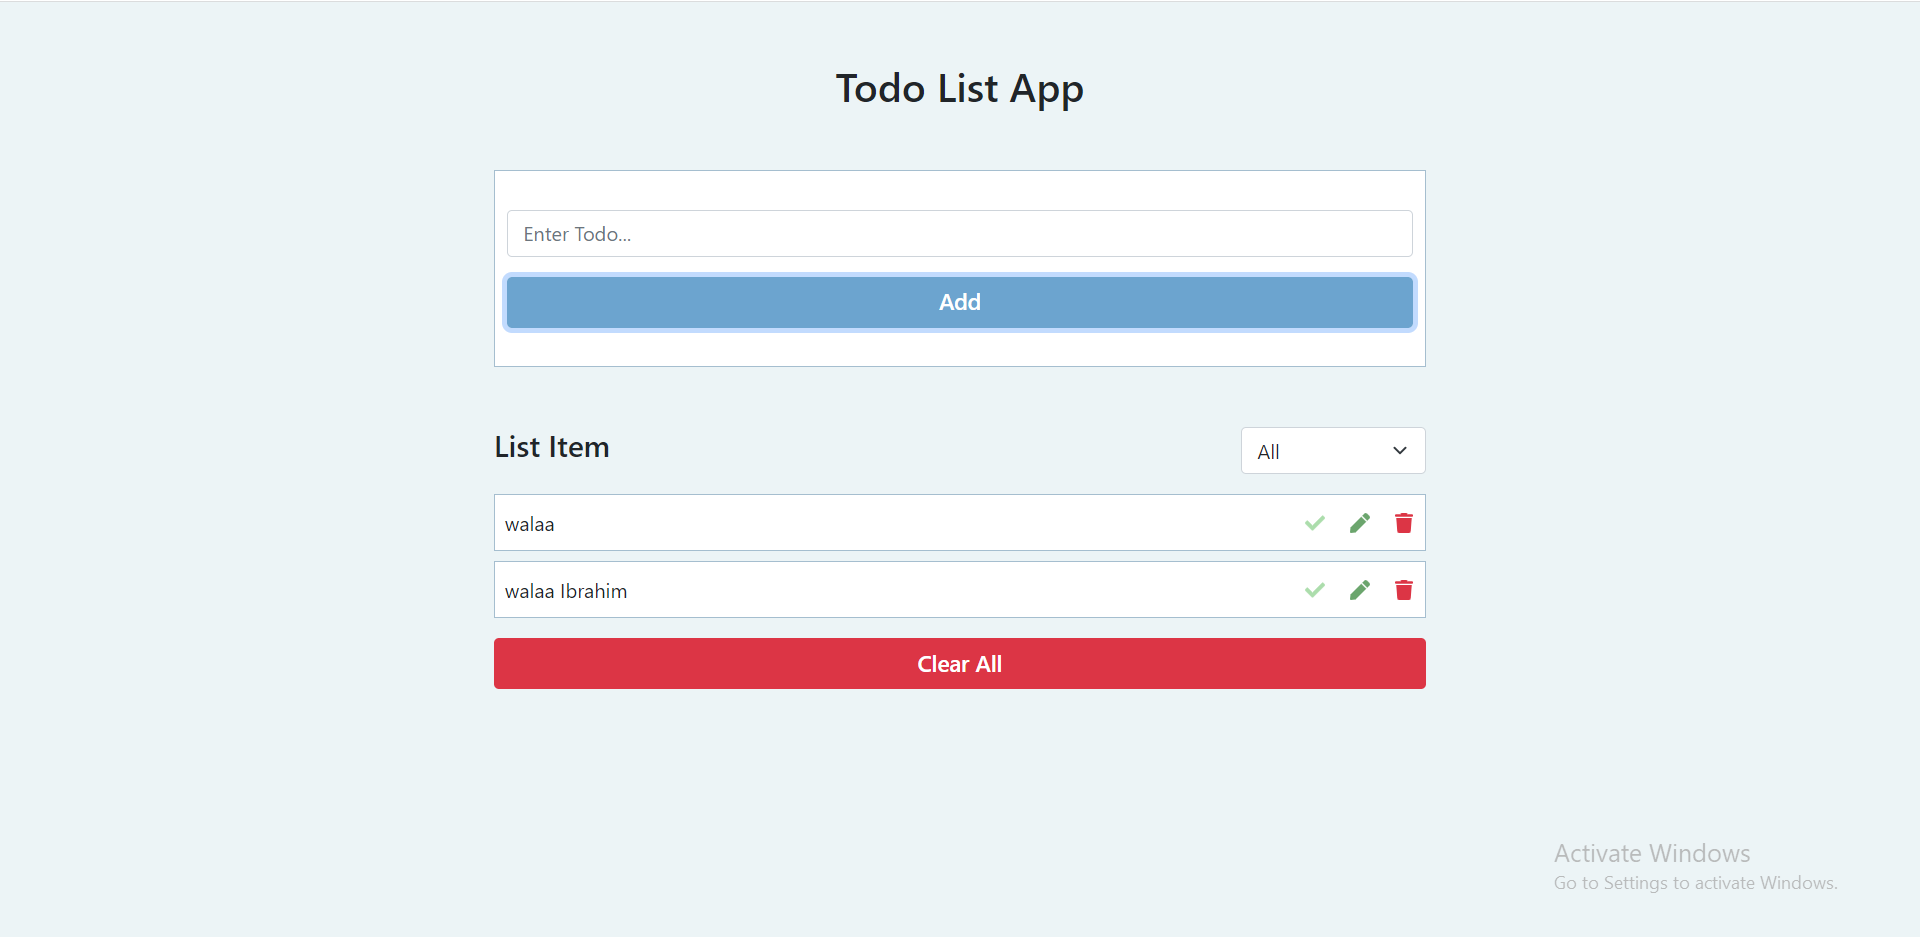 Todo List App
Enter Todo...
Add
List Item
All
walaa
walaa Ibrahim
Clear All
Activate Windows
Go to Settings to activate Windows.